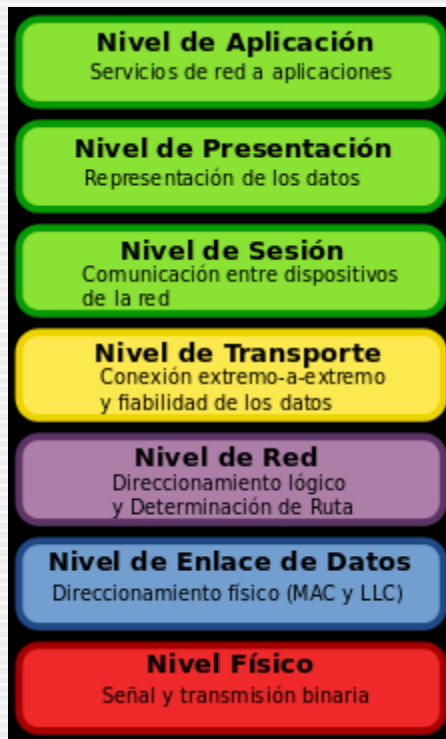 Nivel de Aplicación
Servicios de red a aplicaciones
Nivel de Presentación
Representación de los datos
Nivel de Sesión
Comunicación entre dispositivos
de la red
Nivel de Transporte
Conexión extremo-a-extremo
y fiabilidad de los datos
Nivel de Red
Direccionamiento lógico
y Determinación de Ruta
Nivel de Enlace de Datos
Direccionamiento físico (MAC y LLC)
Nivel Físico
Señal y transmisión binaria